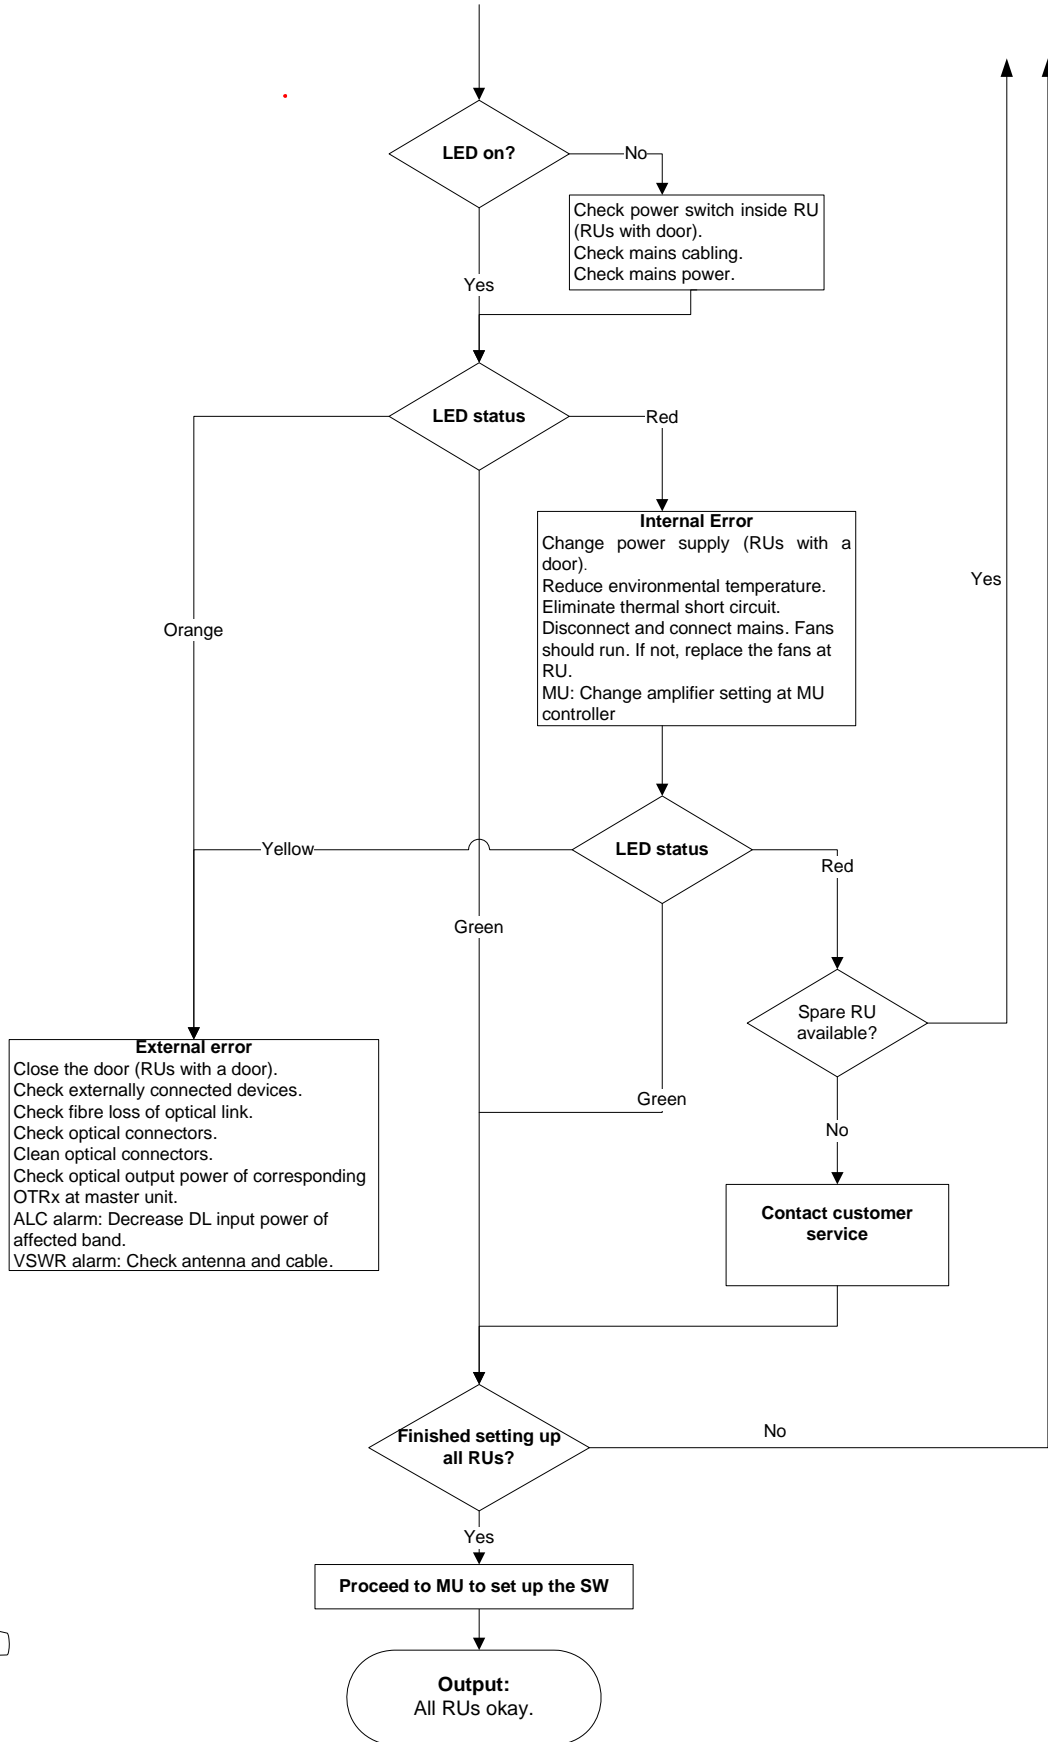 LED on?
No
Check power switch inside RU
(RUs with door).
Check mains cabling.
Check mains power.
Yes
LED status
Red
Internal Error
Change power supply (RUs with a
door).
Reduce environmental temperature.
Eliminate thermal short circuit.
Disconnect and connect mains. Fans
should run. If not, replace the fans at
RU.
MU: Change amplifier setting at MU
controller
Yes
Orange
Yellow
LED status
Red
Green
Spare RU
available?
External error
Close the door (RUs with a door).
Check externally connected devices.
Check fibre loss of optical link.
Check optical connectors.
Clean optical connectors.
Check optical output power of corresponding
OTRx at master unit.
ALC alarm: Decrease DL input power of
affected band.
VSWR alarm: Check antenna and cable.
Green
No
Contact customer
service
Finished setting up
all RUs?
No
Yes
Proceed to MU to set up the SW
Output:
All RUs okay.